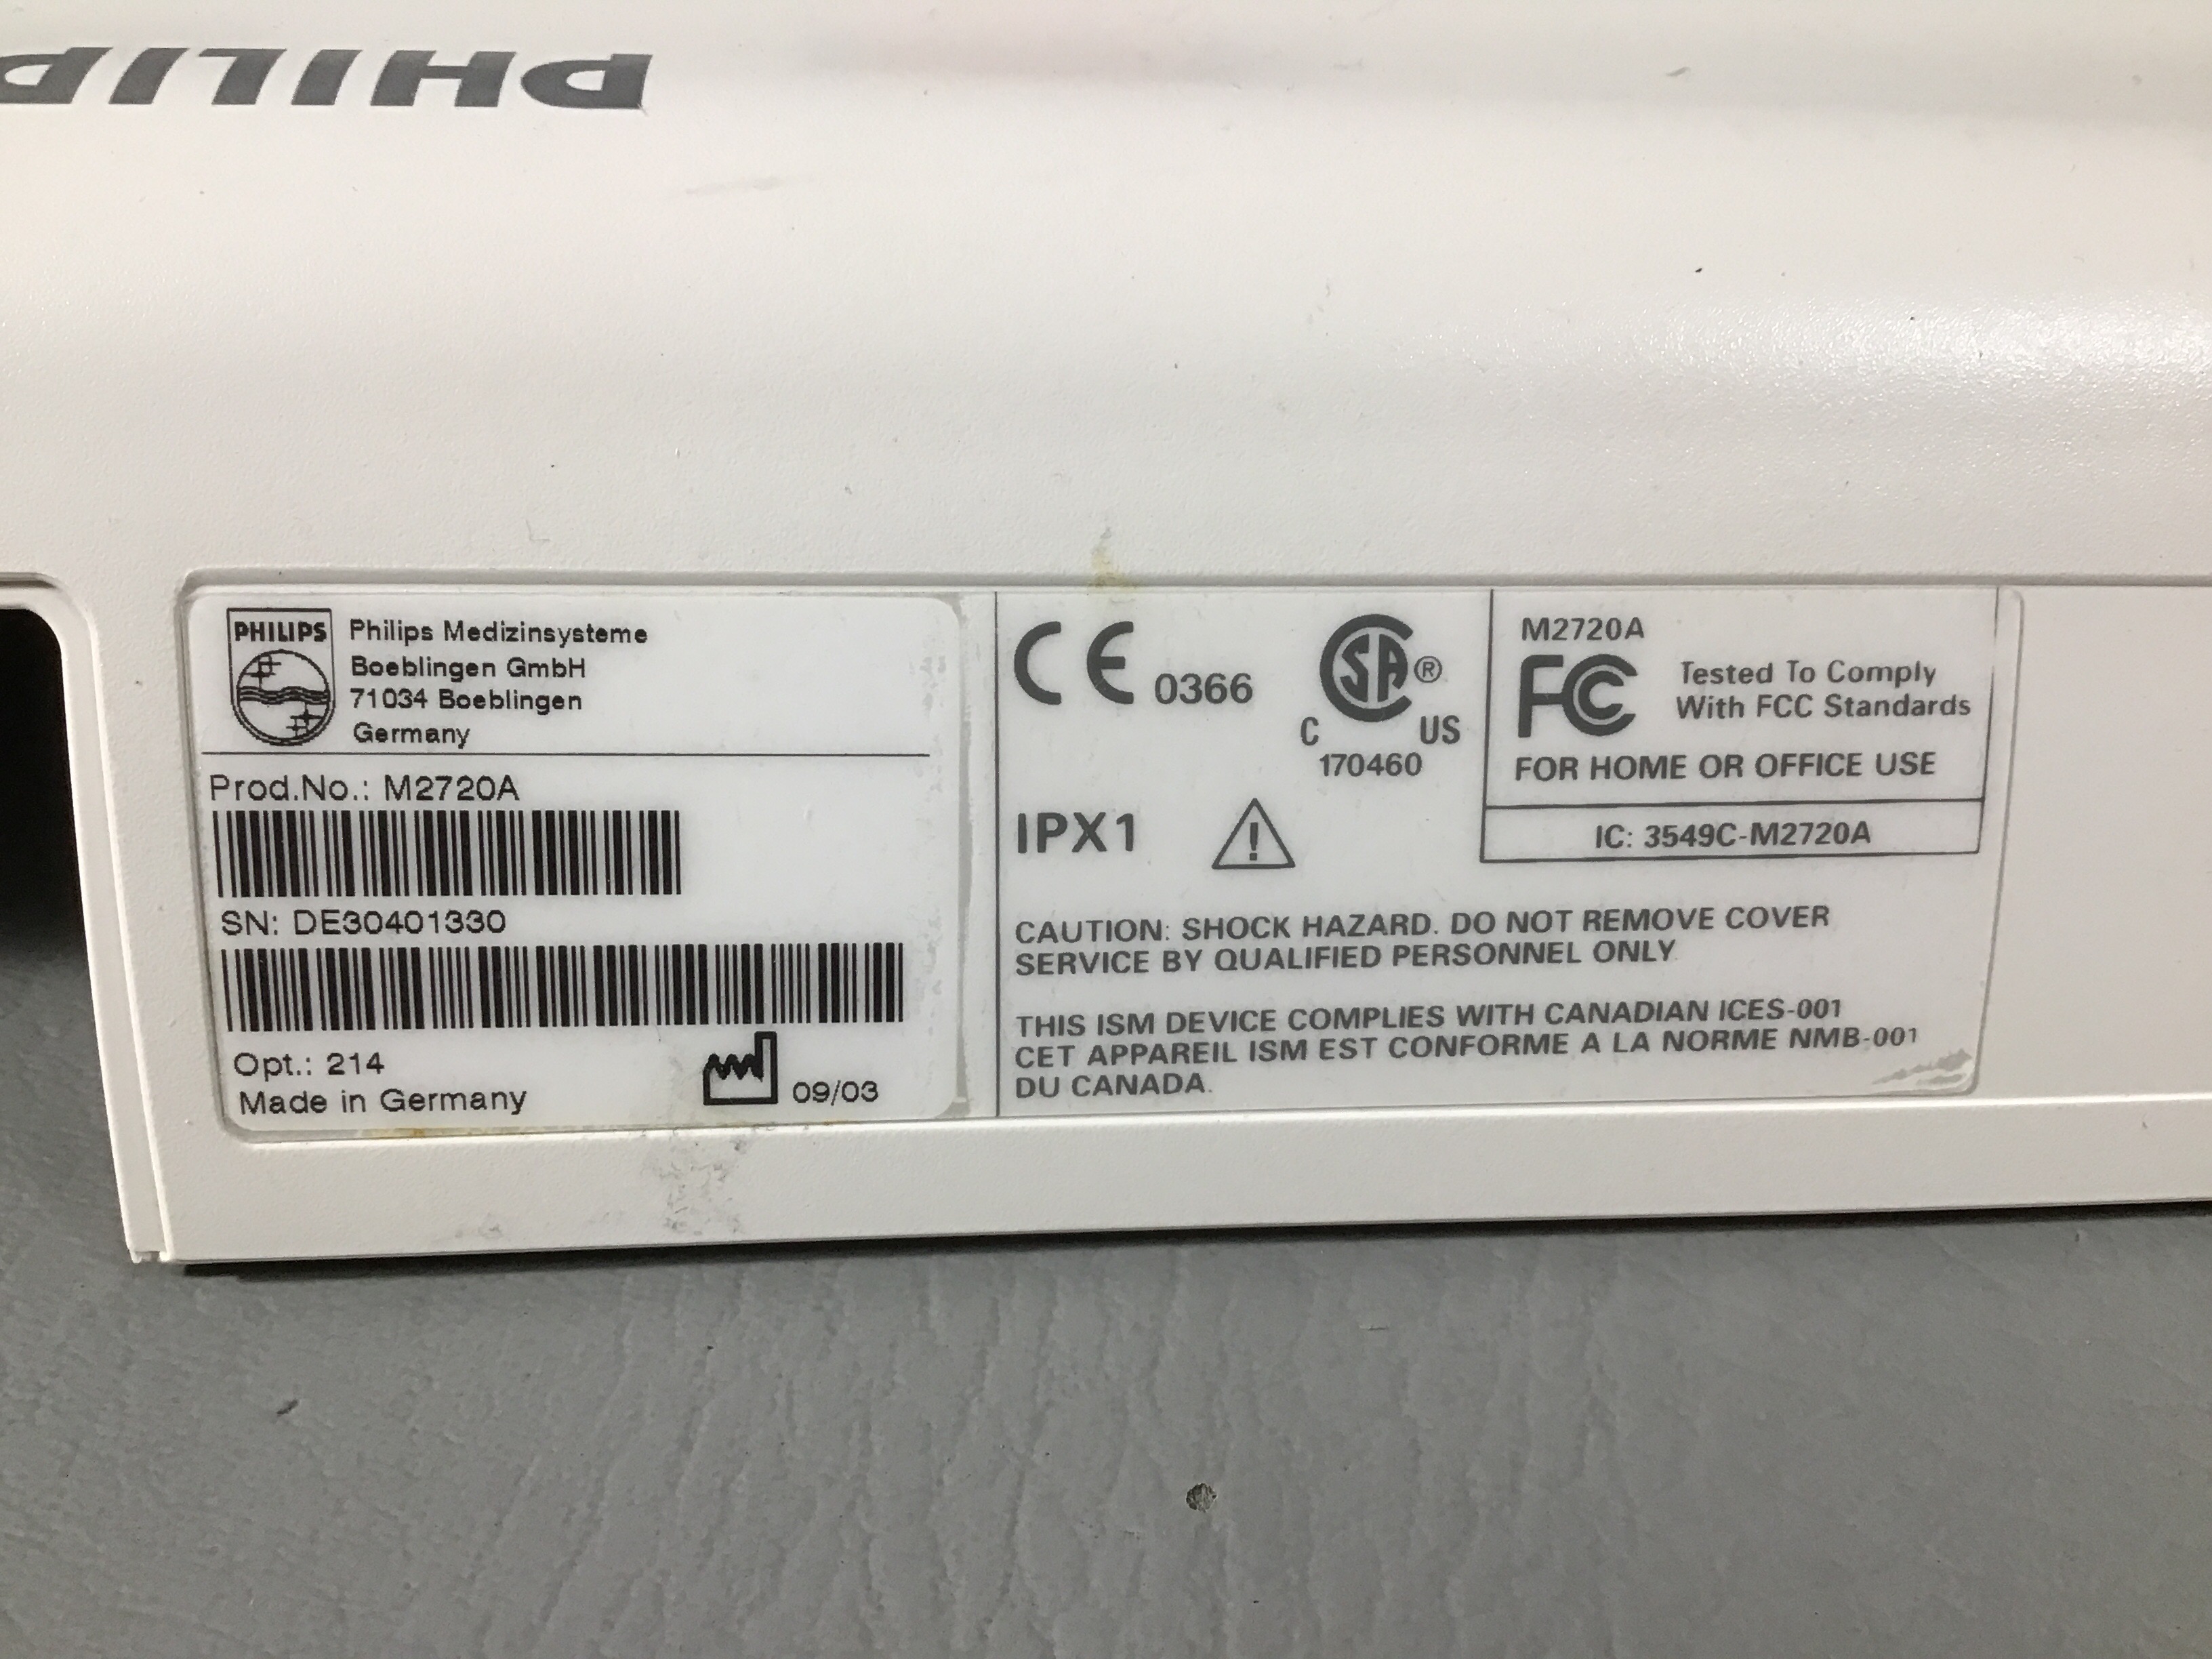 PHILIP
PHILIPS
Philips Medizinsysteme
Boeblingen GmbH
71034 Boeblingen
Germany
Prod.No.: M2720A
SN: DE30401330
Opt.: 214
Made in Germany
09/03
CE 0366
SA ®
C US
170460
IPX1
!
M2720A
FC
Tested To Comply
With FCC Standards
FOR HOME OR OFFICE USE
IC: 3549C-M2720A
CAUTION: SHOCK HAZARD. DO NOT REMOVE COVER
SERVICE BY QUALIFIED PERSONNEL ONLY
THIS ISM DEVICE COMPLIES WITH CANADIAN ICES-001
CET APPAREIL ISM EST CONFORME A LA NORME NMB-001
DU CANADA.